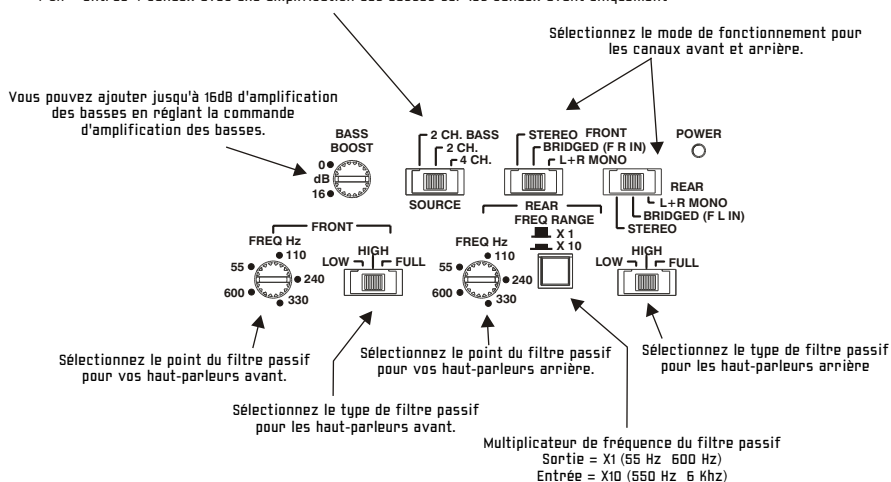 Sélectionnez le mode de fonctionnement pour
les canaux avant et arrière.
Vous pouvez ajouter jusqu'à 16dB d'amplification
des basses en réglant la commande
d'amplification des basses.
BASS
BOOST
0
dB
16
2 CH. BASS
2 CH.
4 CH.
SOURCE
STEREO FRONT
BRIDGED (F R IN)
L+R MONO
POWER
REAR
L+R MONO
BRIDGED (F L IN)
STEREO
FRONT
FREQ Hz
110
55
240
600
330
HIGH
LOW
FULL
REAR
FREQ RANGE
X 1
X 10
FREQ Hz
110
55
240
600
330
HIGH
LOW
FULL
Sélectionnez le point du filtre passif
pour vos haut-parleurs avant.
Sélectionnez le point du filtre passif
pour vos haut-parleurs arrière.
Sélectionnez le type de filtre passif
pour les haut-parleurs arrière
Sélectionnez le type de filtre passif
pour les haut-parleurs avant.
Multiplicateur de fréquence du filtre passif
Sortie = X1 (55 Hz 600 Hz)
Entrée = X10 (550 Hz 6 Khz)